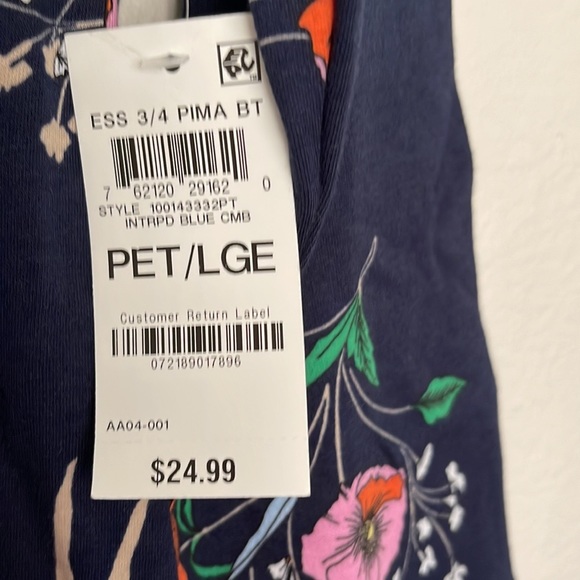 ESS 3/4 PIMA BT
7 62120 29162 0
STYLE 100143332PT
INTRPD BLUE CMB
PET/LGE
Customer Return Label
072189017896
AA04-001
$24.99